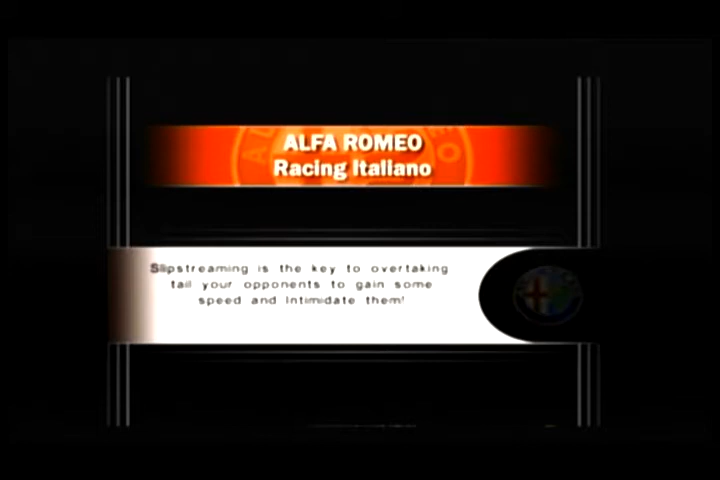 ALFA ROMEO
Racing Italiano
Slipstreaming is the key to overtaking
tail your opponents to gain some
speed and Intimidate them!